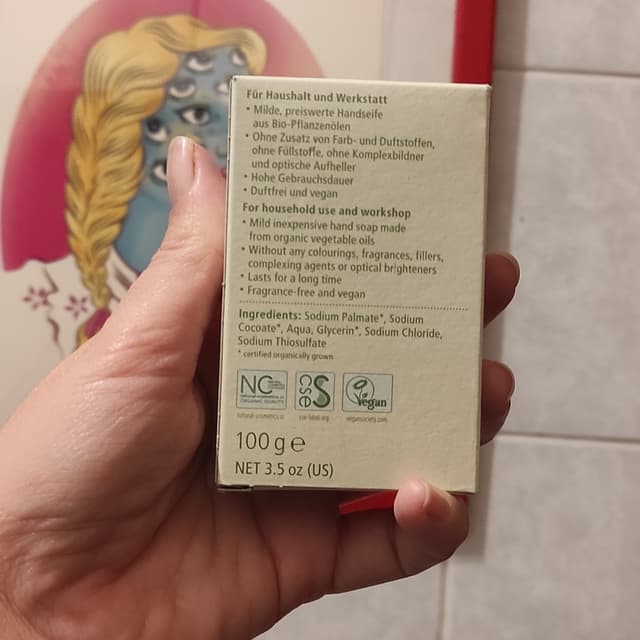 Für Haushalt und Werkstatt
• Milde, preiswerte Handseife
aus Bio-Pflanzenölen
• Ohne Zusatz von Farb- und Duftstoffen,
ohne Füllstoffe, ohne Komplexbildner
und optische Aufheller
• Hohe Gebrauchsdauer
• Duftfrei und vegan
For household use and workshop
• Mild inexpensive hand soap made
from organic vegetable oils
• Without any colourings, fragrances, fillers,
complexing agents or optical brighteners
• Lasts for a long time
• Fragrance-free and vegan
Ingredients: Sodium Palmate*, Sodium
Cocoate*, Aqua, Glycerin*, Sodium Chloride,
Sodium Thiosulfate
* certified organically grown
NCS
ORGANIC QUALITY
cse
Vegan
natural-cosmetics.cc
cse-label.org
vegansociety.com
100 g e
NET 3.5 oz (US)